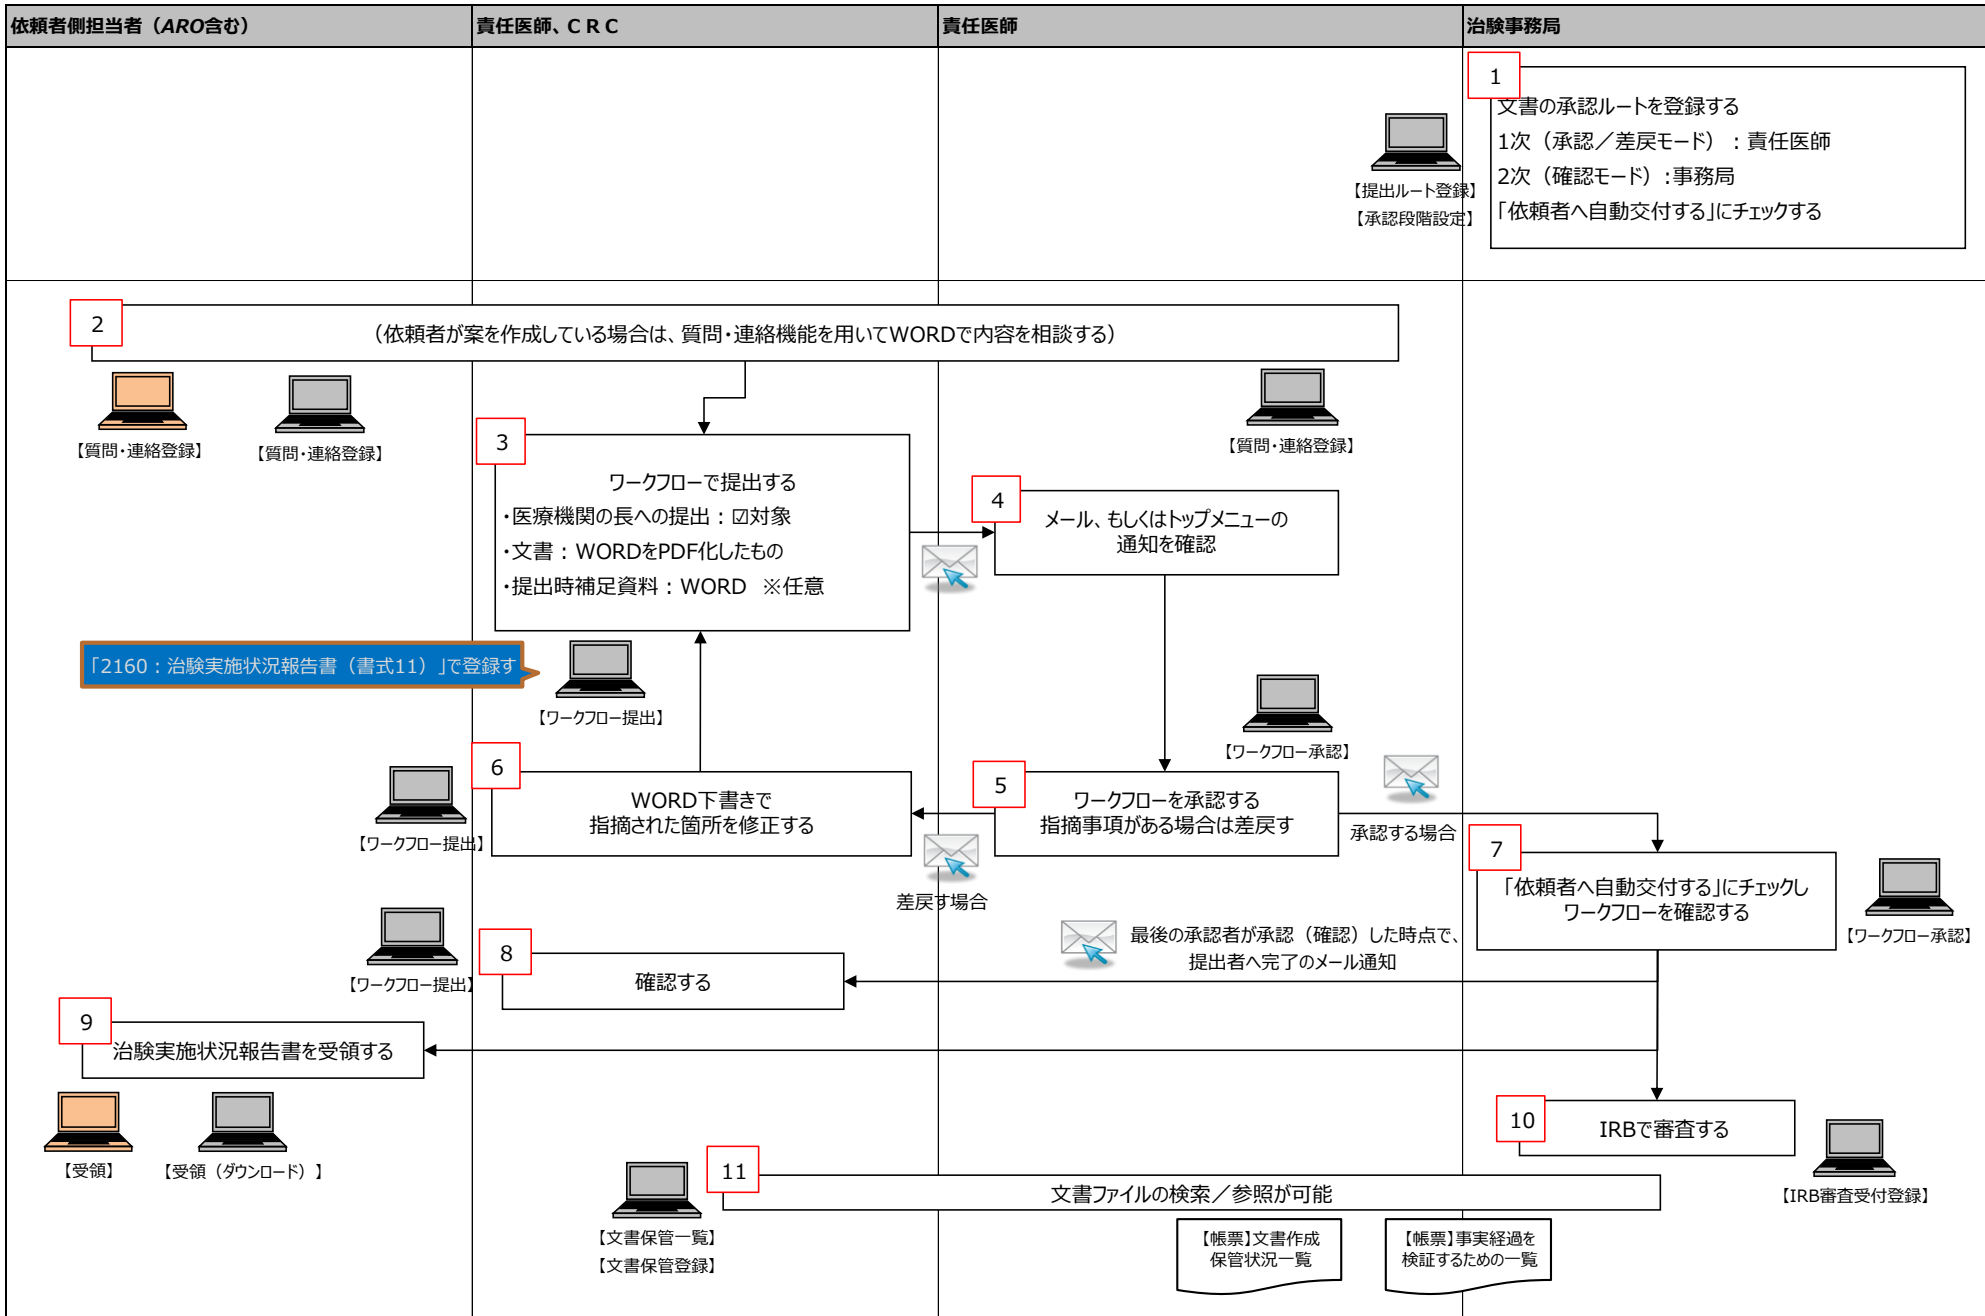 依頼者側担当者（ARO含む）
責任医師、CRC
責任医師
治験事務局
1
文書の承認ルートを登録する
1次（承認／差戻モード）：責任医師
2次（確認モード）:事務局
「依頼者へ自動交付する」にチェックする
【提出ルート登録】
【承認段階設定】
2
（依頼者が案を作成している場合は、質問・連絡機能を用いてWORDで内容を相談する）
【質問・連絡登録】
【質問・連絡登録】
【質問・連絡登録】
3
ワークフローで提出する
・医療機関の長への提出：☑対象
・文書：WORDをPDF化したもの
・提出時補足資料：WORD　※任意
4
メール、もしくはトップメニューの
通知を確認
「2160：治験実施状況報告書（書式11）」で登録す
【ワークフロー提出】
【ワークフロー承認】
6
WORD下書きで
指摘された箇所を修正する
【ワークフロー提出】
5
ワークフローを承認する
指摘事項がある場合は差戻す
承認する場合
差戻す場合
7
「依頼者へ自動交付する」にチェックし
ワークフローを確認する
【ワークフロー承認】
最後の承認者が承認（確認）した時点で、
提出者へ完了のメール通知
8
確認する
【ワークフロー提出】
9
治験実施状況報告書を受領する
【受領】
【受領（ダウンロード）】
10
IRBで審査する
【IRB審査受付登録】
11
文書ファイルの検索／参照が可能
【文書保管一覧】
【文書保管登録】
【帳票】文書作成
保管状況一覧
【帳票】事実経過を
検証するための一覧